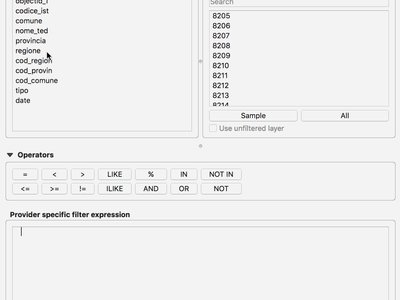 objectid_1
Search
codice_ist
comune
nome_ted
provincia
regione
cod_region
cod_provin
cod_comune
tipo
date
8205
8206
8207
8208
8209
8210
8211
8212
8213
8214
Sample All
Use unfiltered layer
Operators
= < > LIKE % IN NOT IN
<= >= != ILIKE AND OR NOT
Provider specific filter expression